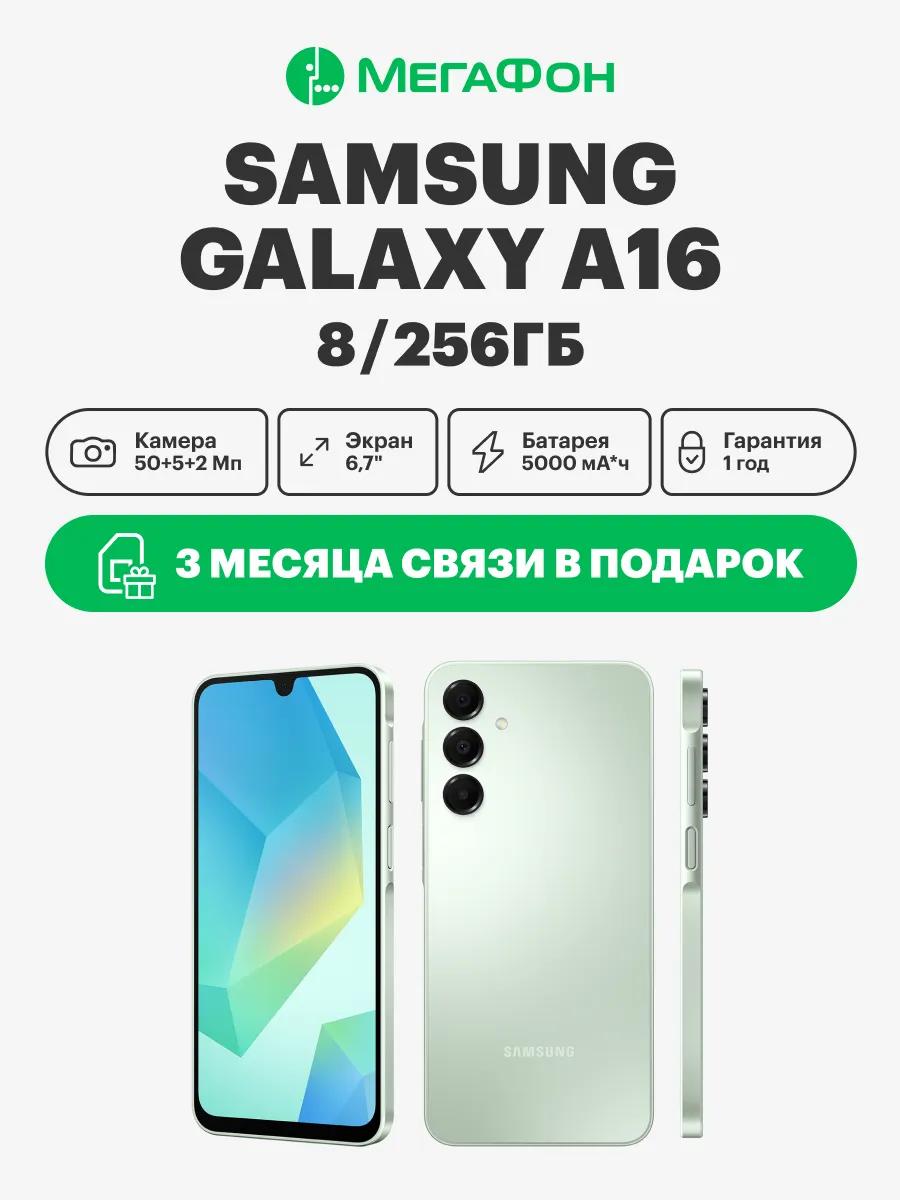 МЕГАФОН
SAMSUNG
GALAXY A16
8/256ГБ
Камера
50+5+2 Мп
Экран
6,7"
Батарея
5000 мА*ч
Гарантия
1 год
3 МЕСЯЦА СВЯЗИ В ПОДАРОК
SAMSUNG